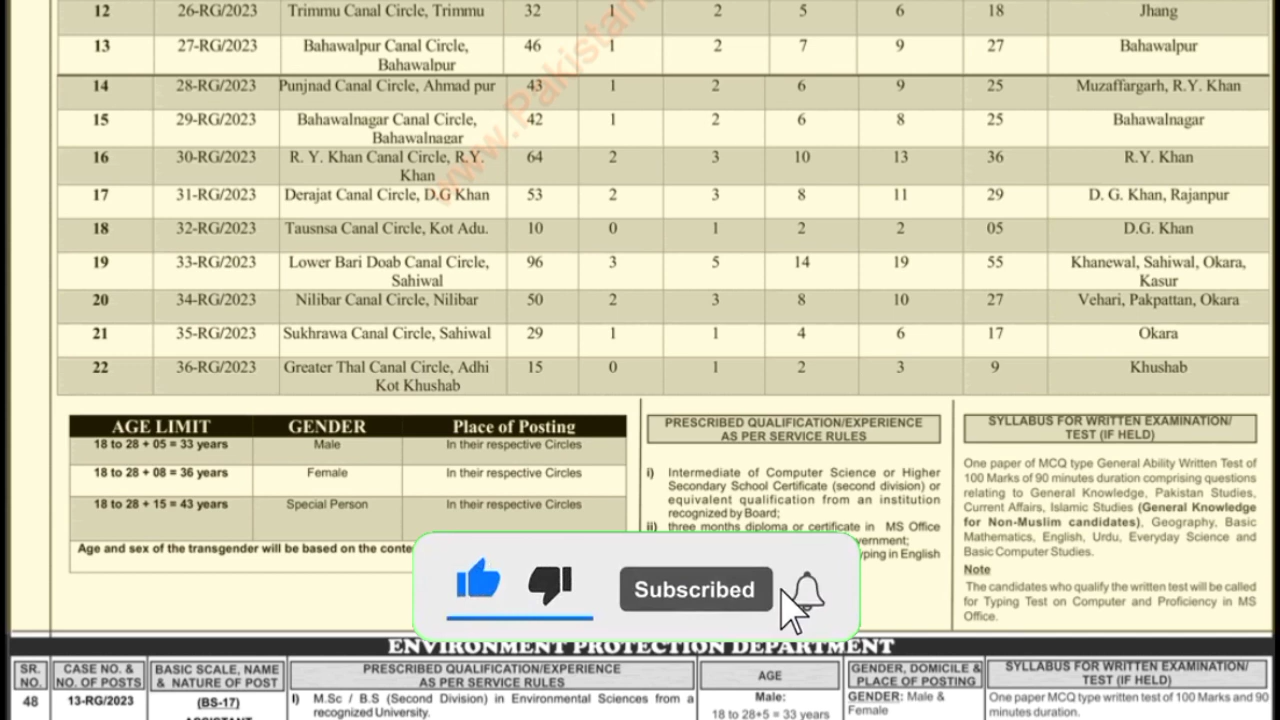 12 26-RG/2023 Trimmu Canal Circle, Trimmu 32 1 2 5 6 18 Jhang
13 27-RG/2023 Bahawalpur Canal Circle, 46 1 2 7 9 27 Bahawalpur
Bahawalpur
14 28-RG/2023 Punjnad Canal Circle, Ahmad pur 43 1 2 6 9 25 Muzaffargarh, R.Y. Khan
15 29-RG/2023 Bahawalnagar Canal Circle, 42 1 2 6 8 25 Bahawalnagar
Bahawalnagar
16 30-RG/2023 R. Y. Khan Canal Circle, R.Y. 64 2 3 10 13 36 R.Y. Khan
Khan
17 31-RG/2023 Derajat Canal Circle, D.G Khan 53 2 3 8 11 29 D. G. Khan, Rajanpur
18 32-RG/2023 Tausnsa Canal Circle, Kot Adu. 10 0 1 2 2 05 D.G. Khan
19 33-RG/2023 Lower Bari Doab Canal Circle, 96 3 5 14 19 55 Khanewal, Sahiwal, Okara,
Sahiwal Kasur
20 34-RG/2023 Nilibar Canal Circle, Nilibar 50 2 3 8 10 27 Vehari, Pakpattan, Okara
21 35-RG/2023 Sukhrawa Canal Circle, Sahiwal 29 1 1 4 6 17 Okara
22 36-RG/2023 Greater Thal Canal Circle, Adhi 15 0 1 2 3 9 Khushab
Kot Khushab
www.Pakistan
AGE LIMIT GENDER Place of Posting
18 to 28 + 05 = 33 years Male In their respective Circles
18 to 28 + 08 = 36 years Female In their respective Circles
18 to 28 + 15 = 43 years Special Person In their respective Circles
Age and sex of the transgender will be based on the conte
PRESCRIBED QUALIFICATION/EXPERIENCE
AS PER SERVICE RULES
i) Intermediate of Computer Science or Higher
Secondary School Certificate (second division) or
equivalent qualification from an institution
recognized by Board;
ii) three months diploma or certificate in MS Office
vernment;
yping in English
SYLLABUS FOR WRITTEN EXAMINATION/
TEST (IF HELD)
One paper of MCQ type General Ability Written Test of
100 Marks of 90 minutes duration comprising questions
relating to General Knowledge, Pakistan Studies,
Current Affairs, Islamic Studies (General Knowledge
for Non-Muslim candidates), Geography, Basic
Mathematics, English, Urdu, Everyday Science and
Basic Computer Studies.
Note
The candidates who qualify the written test will be called
for Typing Test on Computer and Proficiency in MS
Office.
Subscribed
ENVIRONMENT PROTECTION DEPARTMENT
SR. NO.
CASE NO. &
NO. OF POSTS
BASIC SCALE, NAME
& NATURE OF POST
PRESCRIBED QUALIFICATION/EXPERIENCE
AS PER SERVICE RULES
AGE
GENDER, DOMICILE &
PLACE OF POSTING
SYLLABUS FOR WRITTEN EXAMINATION/
TEST (IF HELD)
48 13-RG/2023
(BS-17)
ASSISTANT
I) M.Sc / B.S (Second Division) in Environmental Sciences from a
recognized University.
Male:
18 to 28+5 = 33 years
GENDER: Male &
Female
One paper MCQ type written test of 100 Marks and 90
minutes duration.